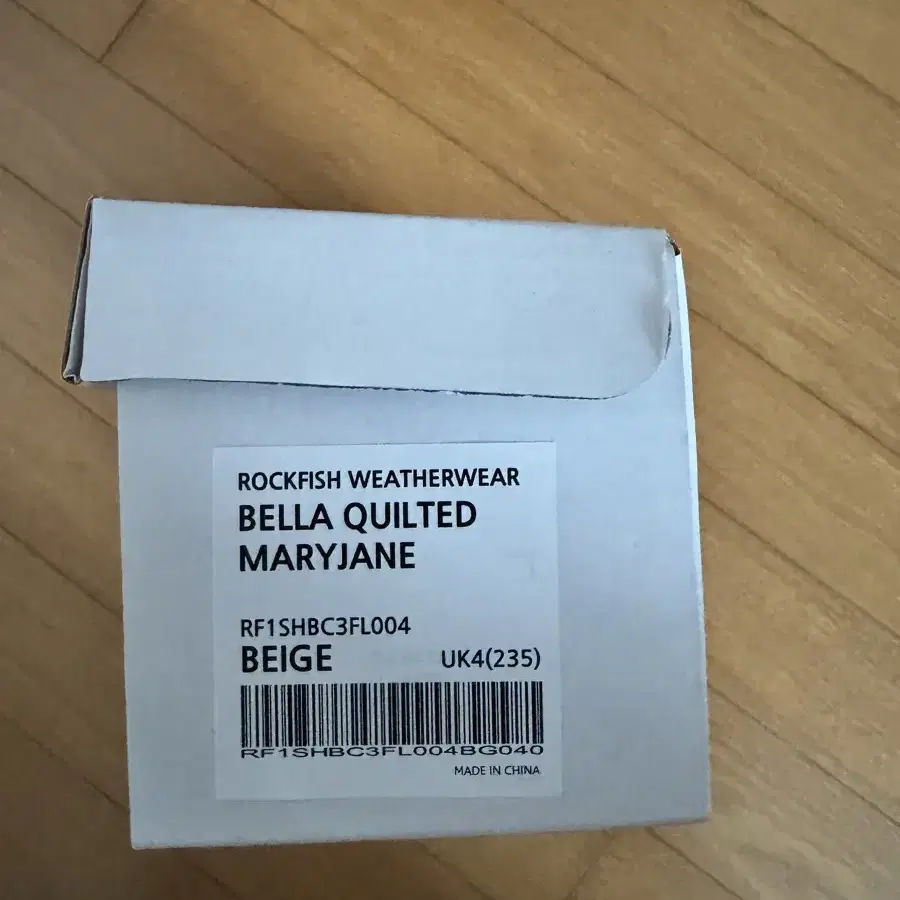 ROCKFISH WEATHERWEAR
BELLA QUILTED
MARYJANE
RF1SHBC3FL004
BEIGE UK4(235)
RF1SHBC3FL004BG040
MADE IN CHINA